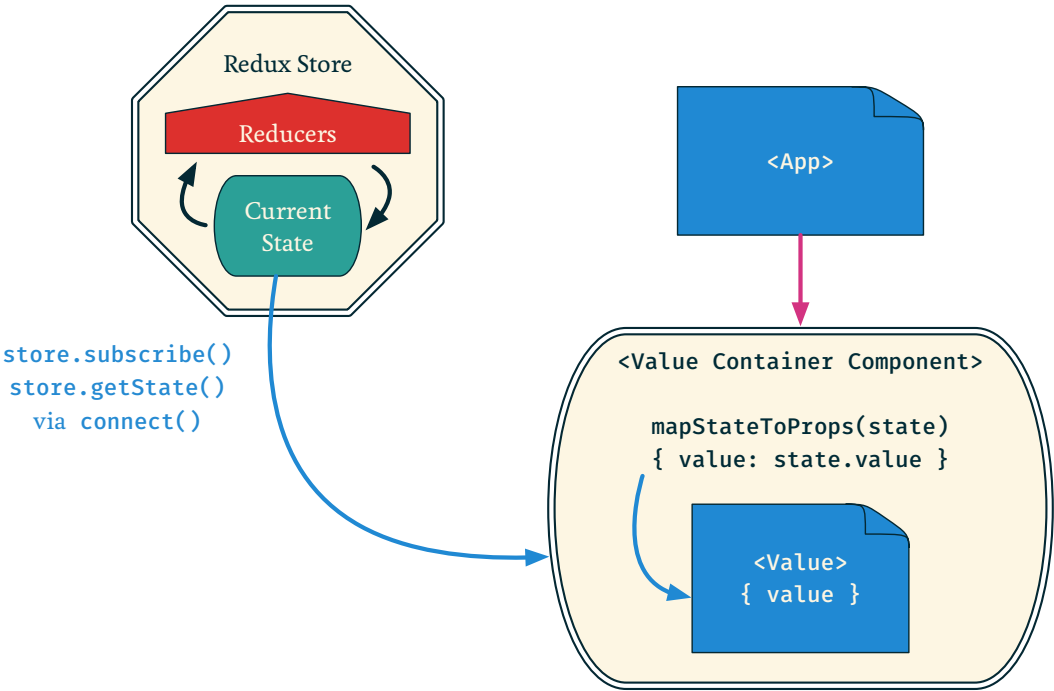 Redux Store
Reducers
Current
State
store.subscribe()
store.getState()
via connect()
<App>
<Value Container Component>
mapStateToProps(state)
{ value: state.value }
<Value>
{ value }